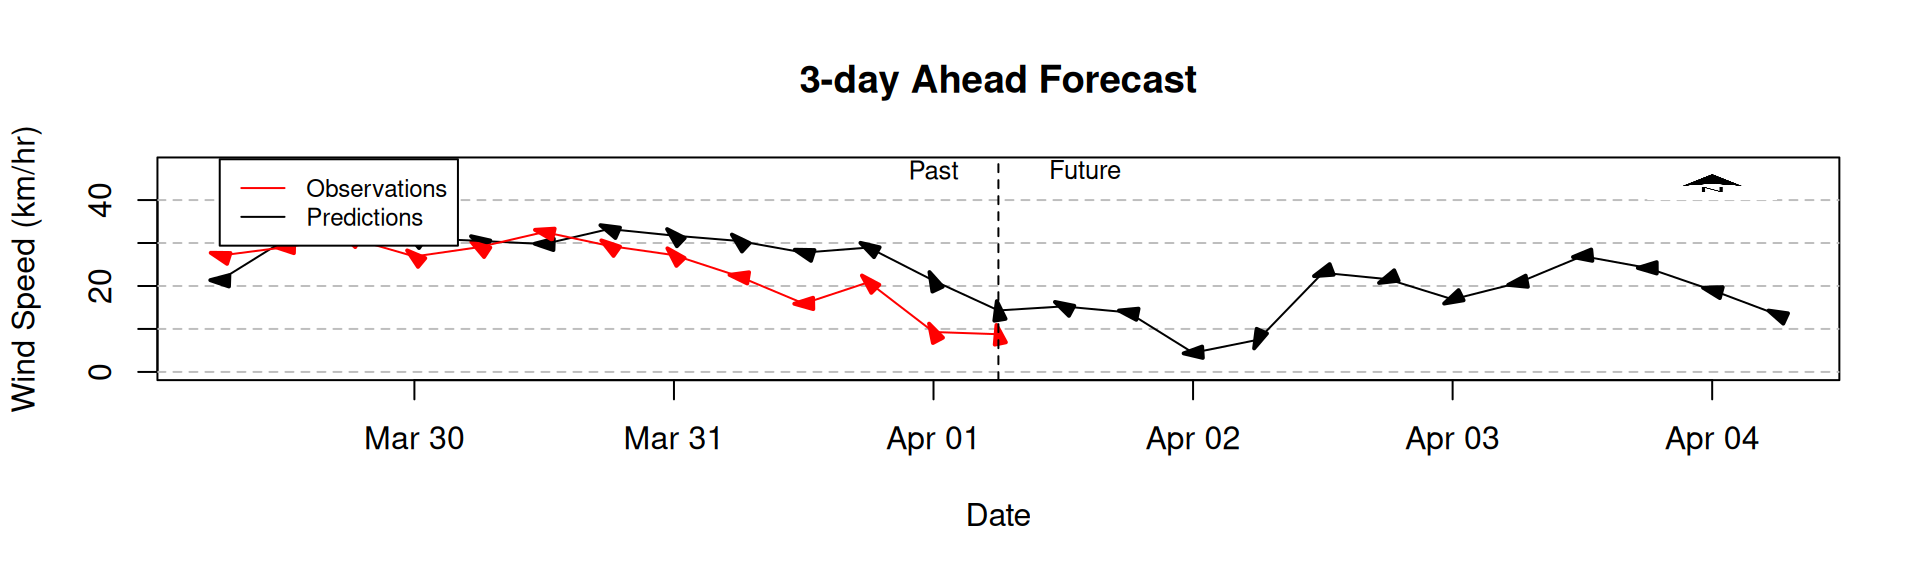 3-day Ahead Forecast
Wind Speed (km/hr)
40
20
0
Observations
Predictions
Past
Future
N
Mar 30
Mar 31
Apr 01
Apr 02
Apr 03
Apr 04
Date